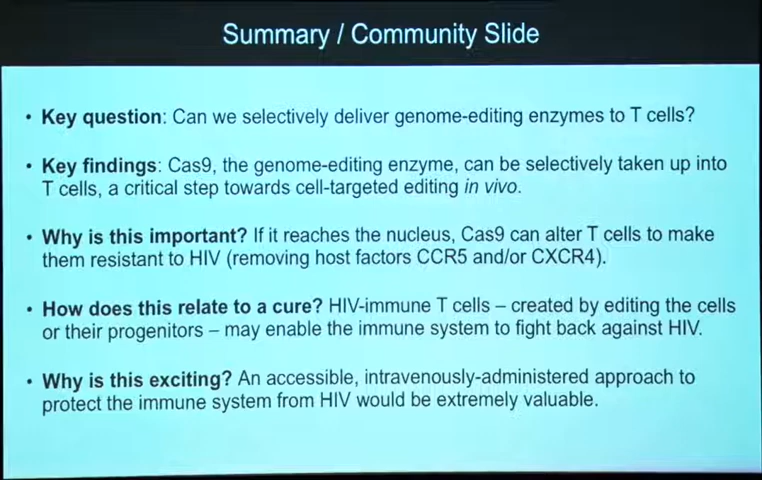 Summary / Community Slide
• Key question: Can we selectively deliver genome-editing enzymes to T cells?
• Key findings: Cas9, the genome-editing enzyme, can be selectively taken up into
T cells, a critical step towards cell-targeted editing in vivo.
• Why is this important? If it reaches the nucleus, Cas9 can alter T cells to make
them resistant to HIV (removing host factors CCR5 and/or CXCR4).
• How does this relate to a cure? HIV-immune T cells – created by editing the cells
or their progenitors – may enable the immune system to fight back against HIV.
• Why is this exciting? An accessible, intravenously-administered approach to
protect the immune system from HIV would be extremely valuable.